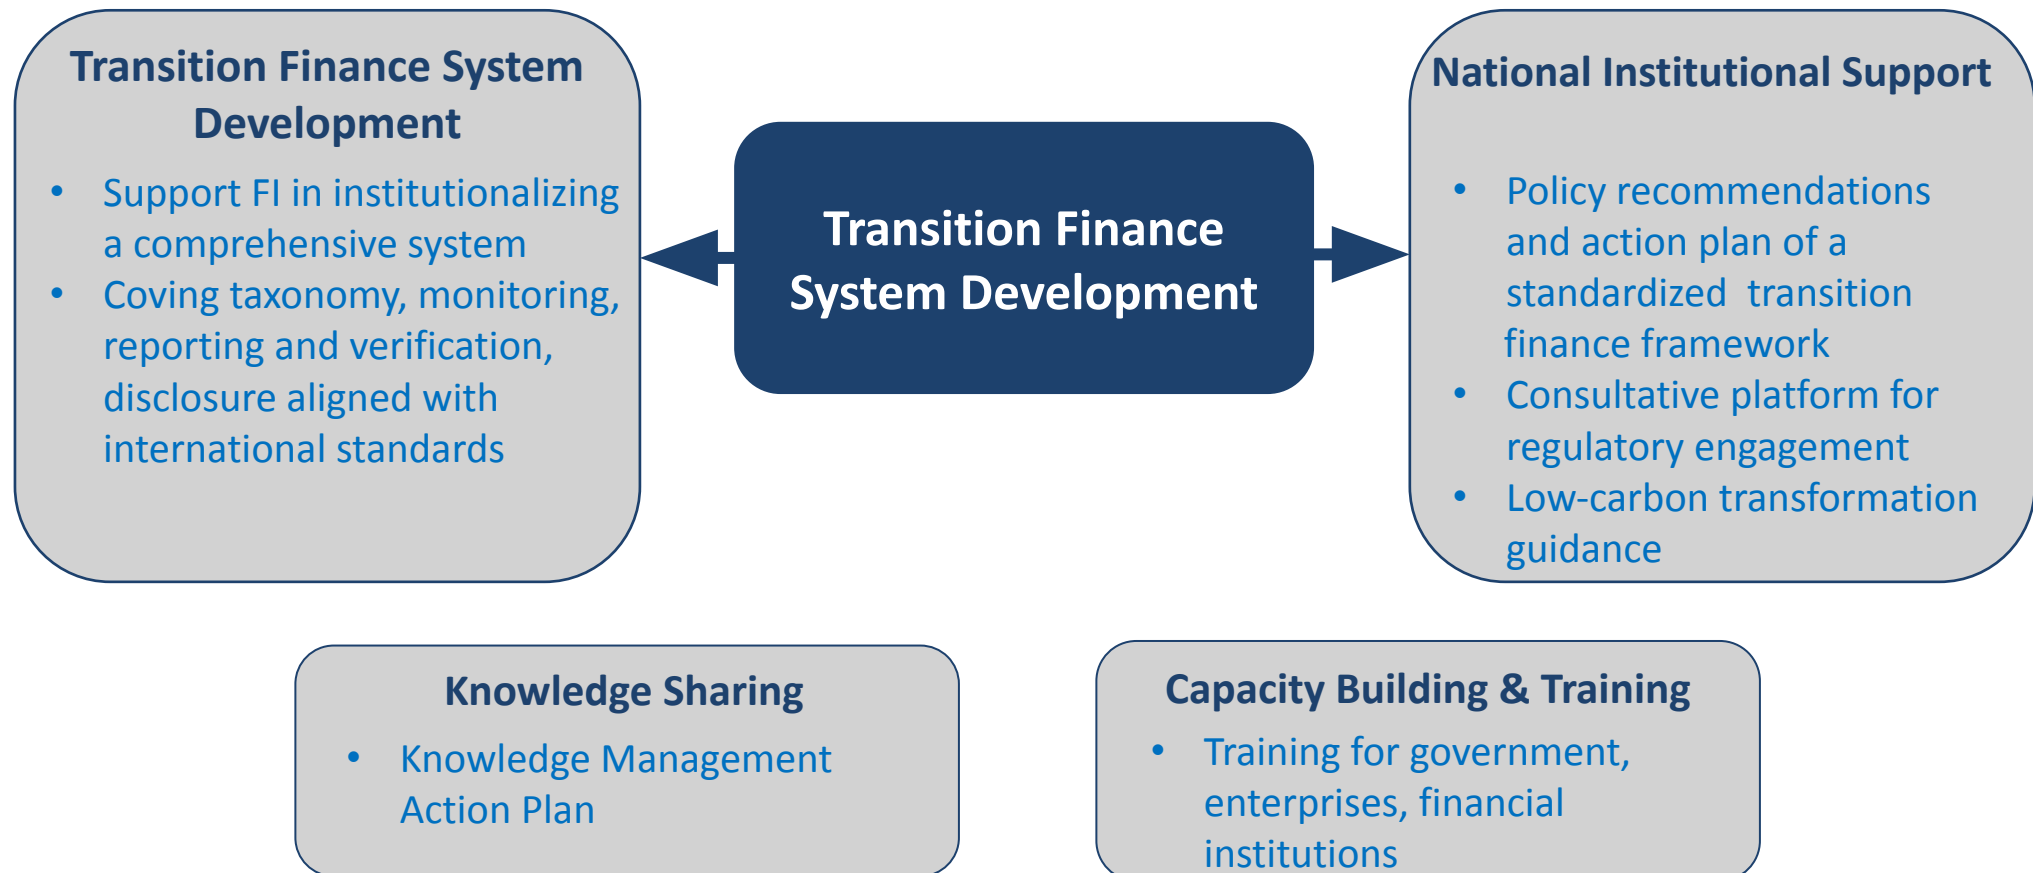 Transition Finance System
Development
• Support FI in institutionalizing
a comprehensive system
• Coving taxonomy, monitoring,
reporting and verification,
disclosure aligned with
international standards
Transition Finance
System Development
National Institutional Support
• Policy recommendations
and action plan of a
standardized  transition
finance framework
• Consultative platform for
regulatory engagement
• Low-carbon transformation
guidance
Knowledge Sharing
• Knowledge Management
Action Plan
Capacity Building & Training
• Training for government,
enterprises, financial
institutions